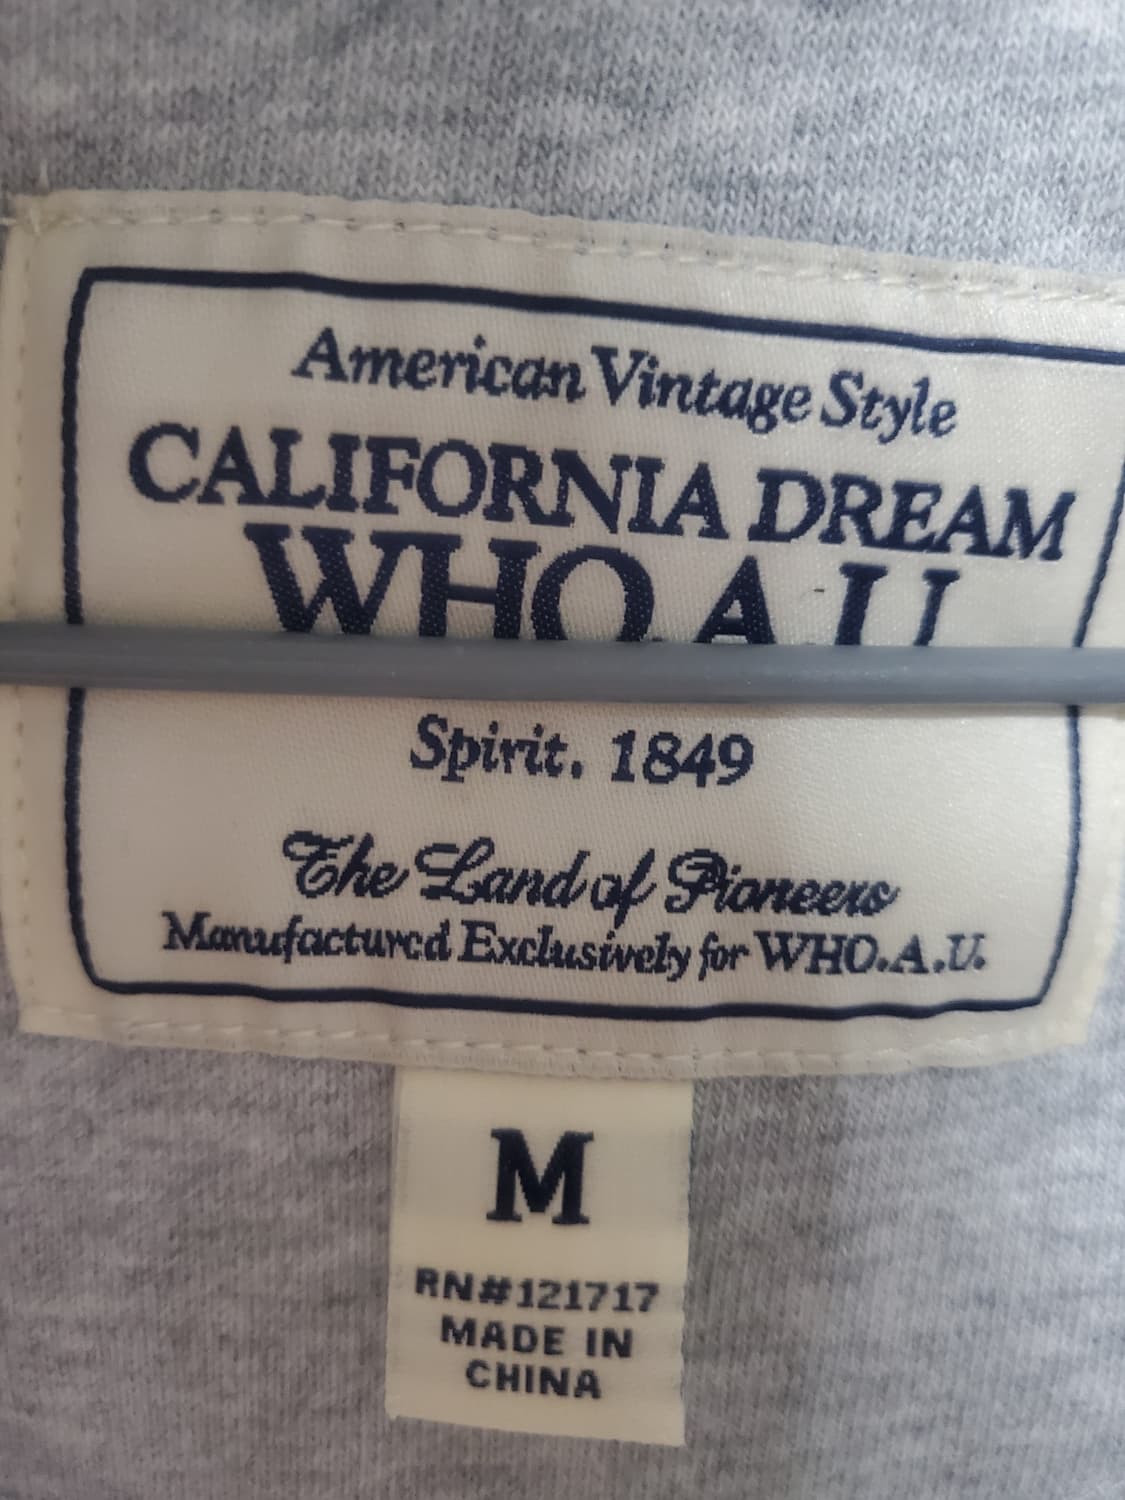 American Vintage Style
CALIFORNIA DREAM
WHO.A.U
Spirit. 1849
The Land of Pioneers
Manufactured Exclusively for WHO.A.U.
M
RN#121717
MADE IN
CHINA